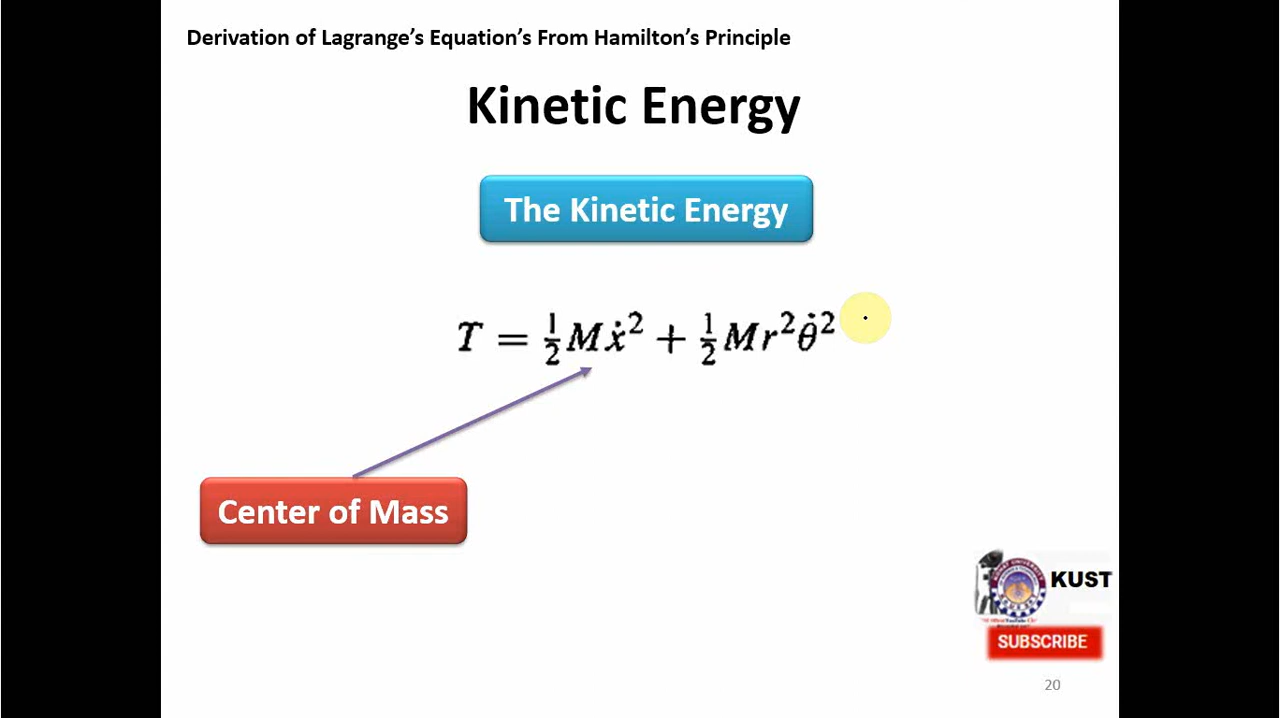 Derivation of Lagrange’s Equation’s From Hamilton’s Principle
Kinetic Energy
The Kinetic Energy
T = ½Mẋ² + ½Mr²θ̇²
Center of Mass
KUST
SUBSCRIBE
20